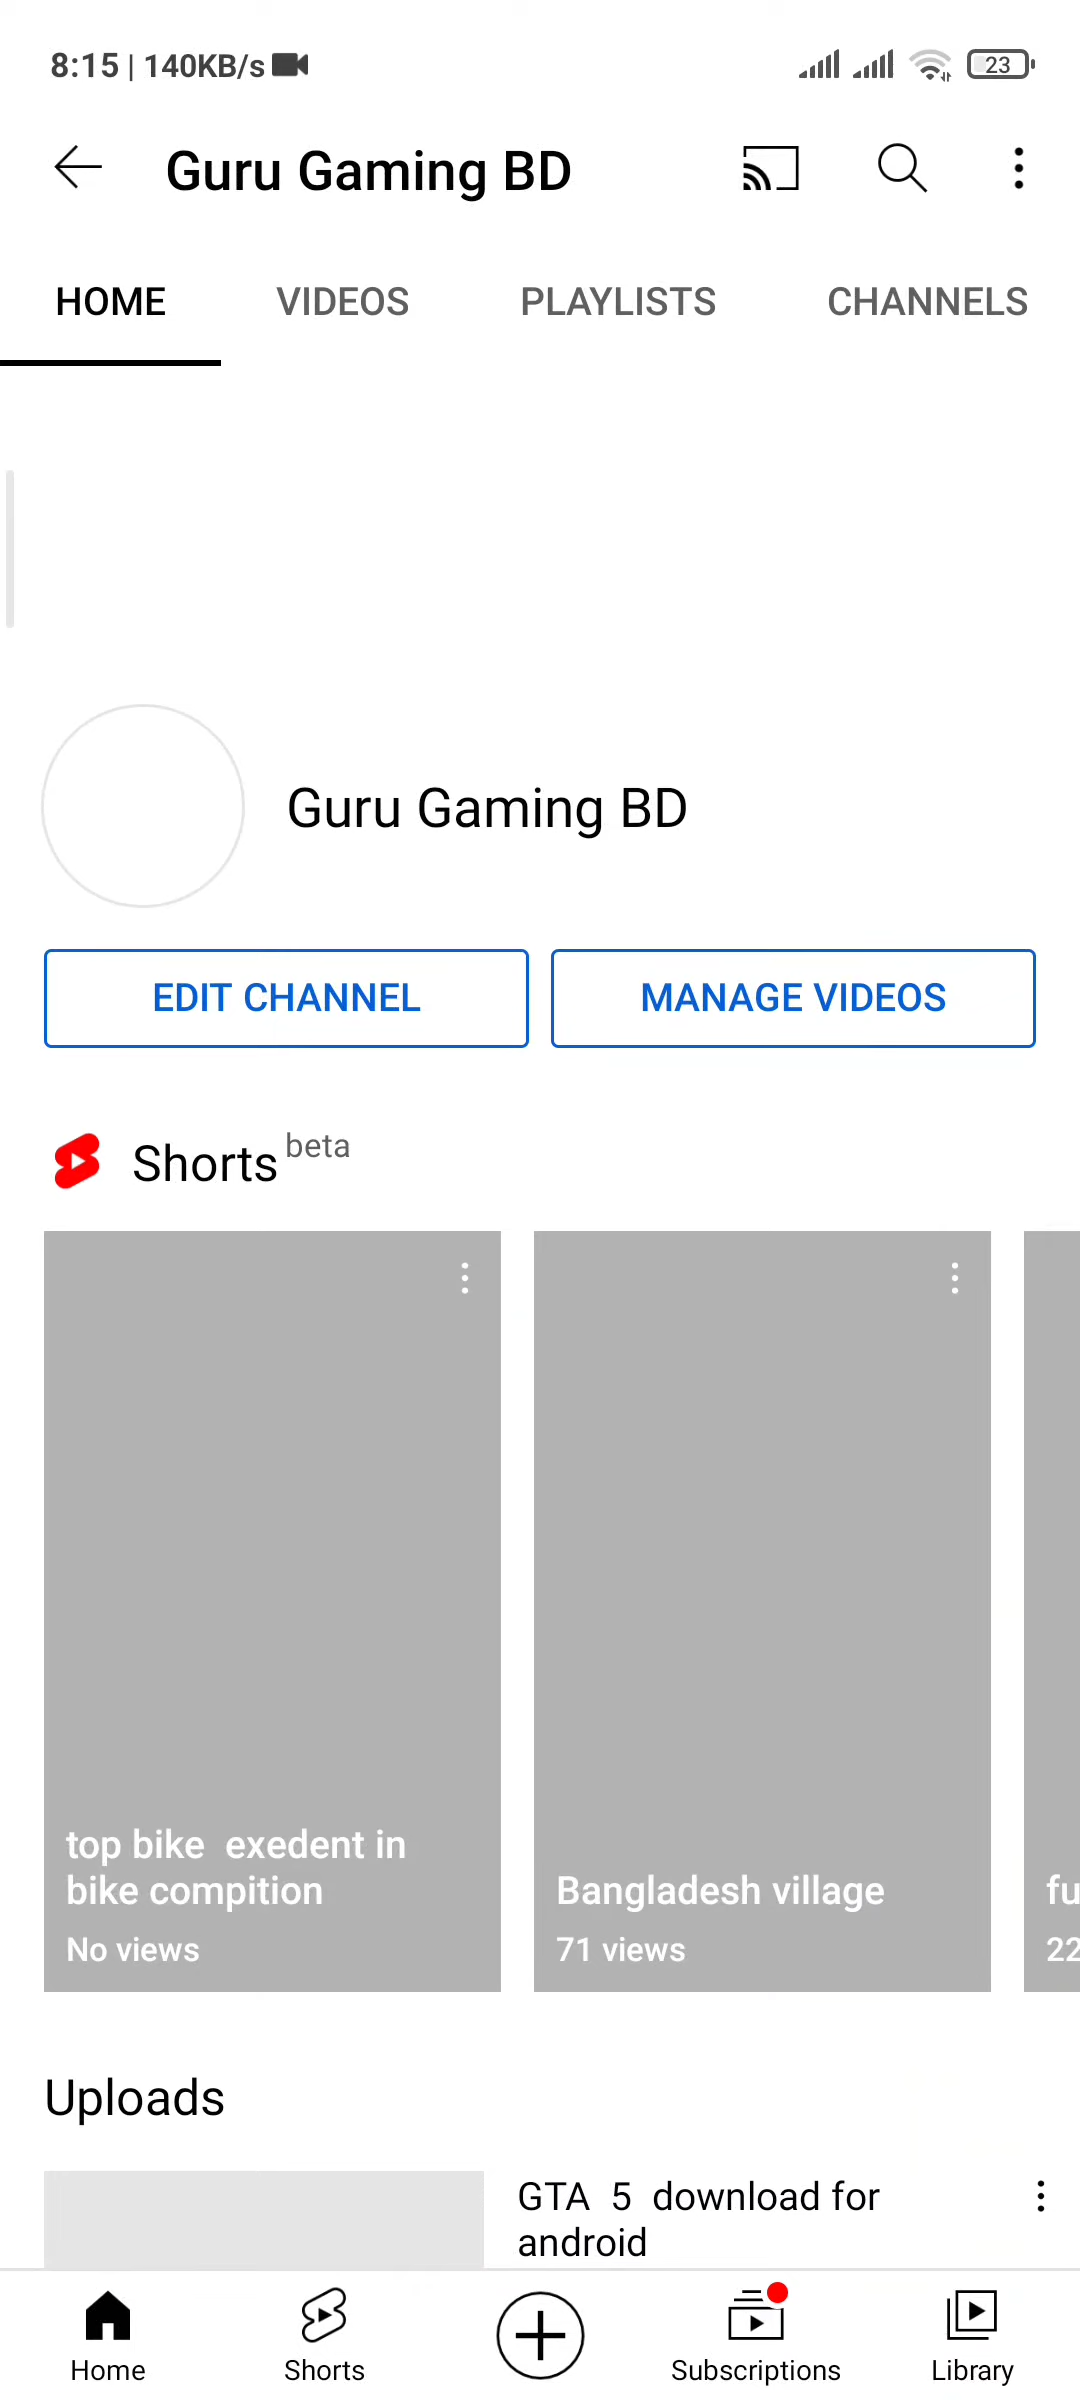 8:15 | 140KB/s
23
Guru Gaming BD
HOME VIDEOS PLAYLISTS CHANNELS
Guru Gaming BD
EDIT CHANNEL MANAGE VIDEOS
Shorts beta
top bike exedent in
bike compition
No views
Bangladesh village
71 views
fu
22
Uploads
GTA 5 download for
android
Home Shorts Subscriptions Library